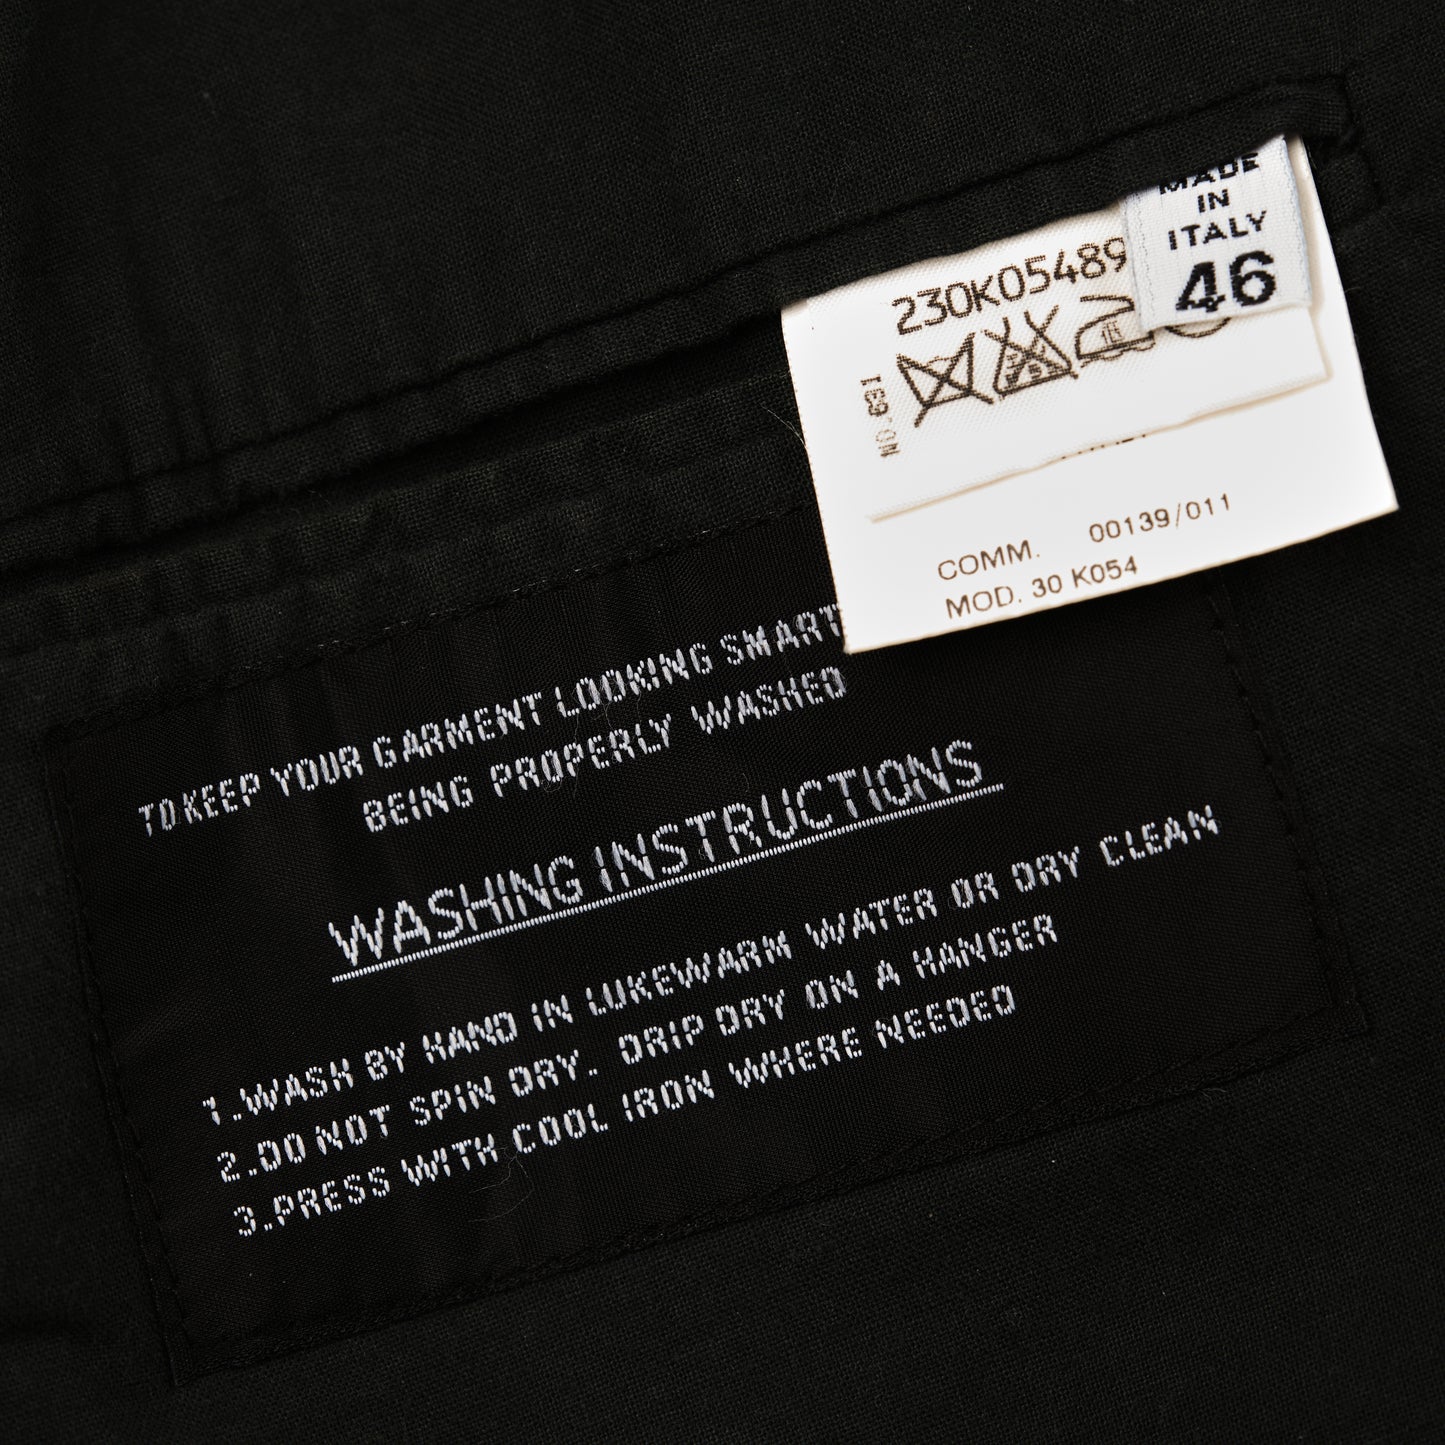 MADE
IN
ITALY
46
230K05489
NO.691
COMM. 00139/011
MOD. 30 K054
TO KEEP YOUR GARMENT LOOKING SMART
BEING PROPERLY WASHED
WASHING INSTRUCTIONS
1.WASH BY HAND IN LUKEWARM WATER OR DRY CLEAN
2.DO NOT SPIN DRY. DRIP DRY ON A HANGER
3.PRESS WITH COOL IRON WHERE NEEDED